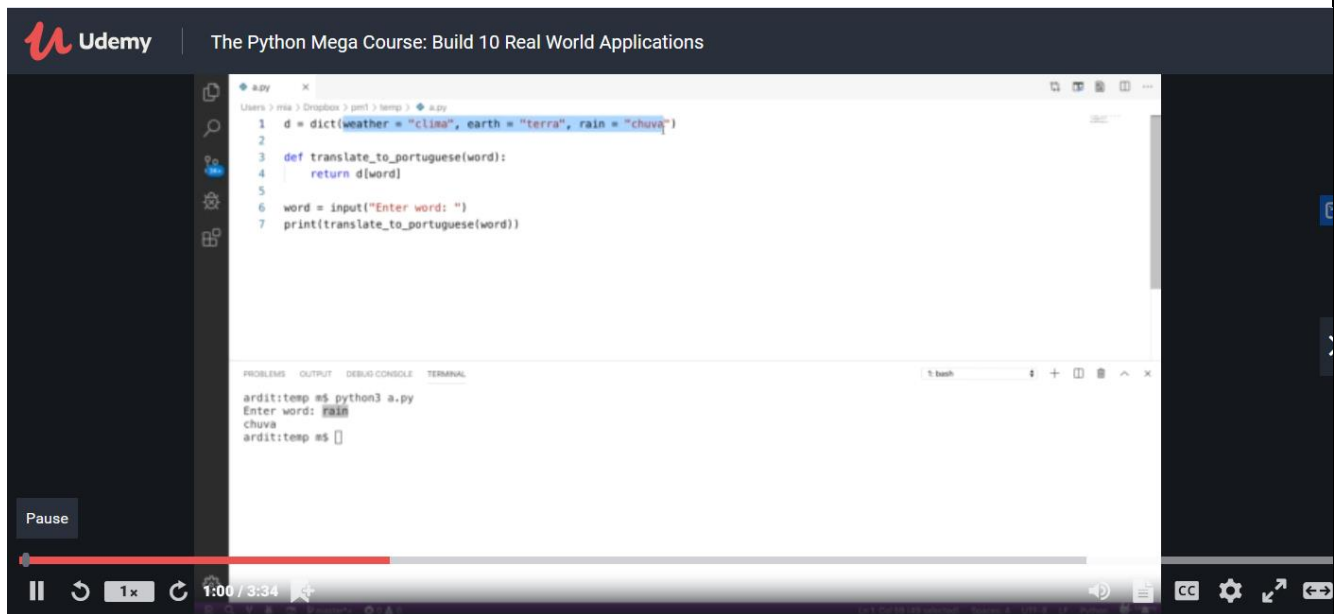 Udemy
The Python Mega Course: Build 10 Real World Applications
a.py
Users > mia > Dropbox > pm1 > temp > a.py
1 d = dict(weather = "clima", earth = "terra", rain = "chuva")
2
3 def translate_to_portuguese(word):
4 return d[word]
5
6 word = input("Enter word: ")
7 print(translate_to_portuguese(word))
PROBLEMS OUTPUT DEBUG CONSOLE TERMINAL
1: bash
ardit:temp m$ python3 a.py
Enter word: rain
chuva
ardit:temp m$
Pause
1x
1:00 / 3:34
CC